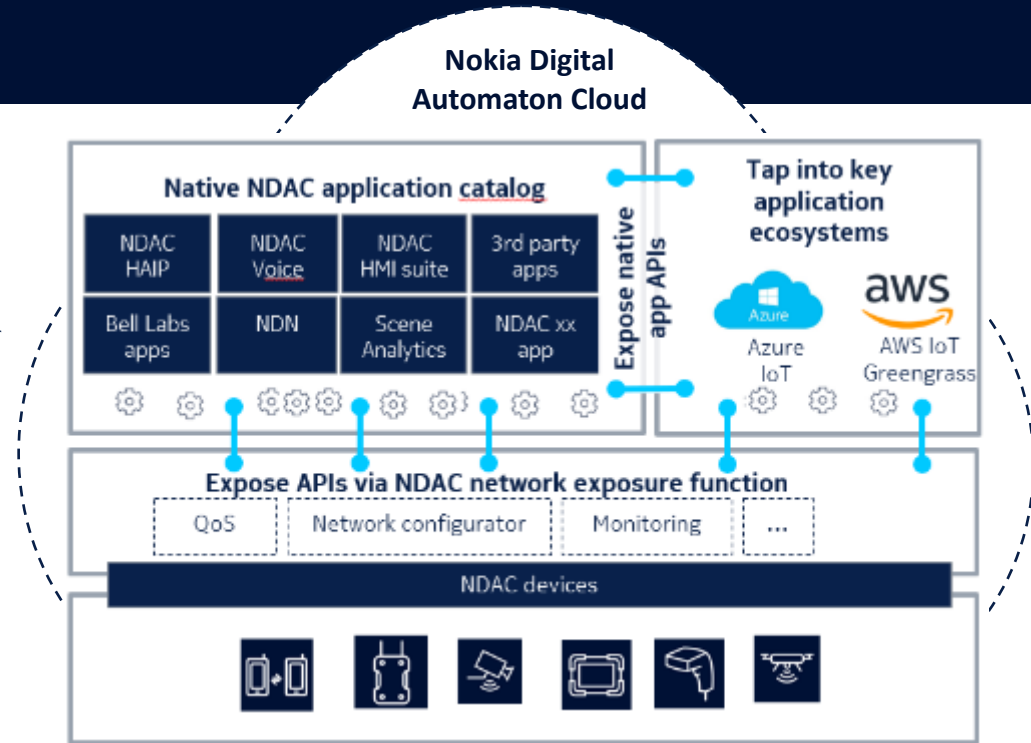 Nokia Digital
Automaton Cloud
Native NDAC application catalog
NDAC
HAIP
NDAC
Voice
NDAC
HMI suite
3rd party
apps
Bell Labs
apps
NDN
Scene
Analytics
NDAC xx
app
Expose native
app APIs
Tap into key
application
ecosystems
Azure
Azure
IoT
aws
AWS IoT
Greengrass
Expose APIs via NDAC network exposure function
QoS
Network configurator
Monitoring
...
NDAC devices